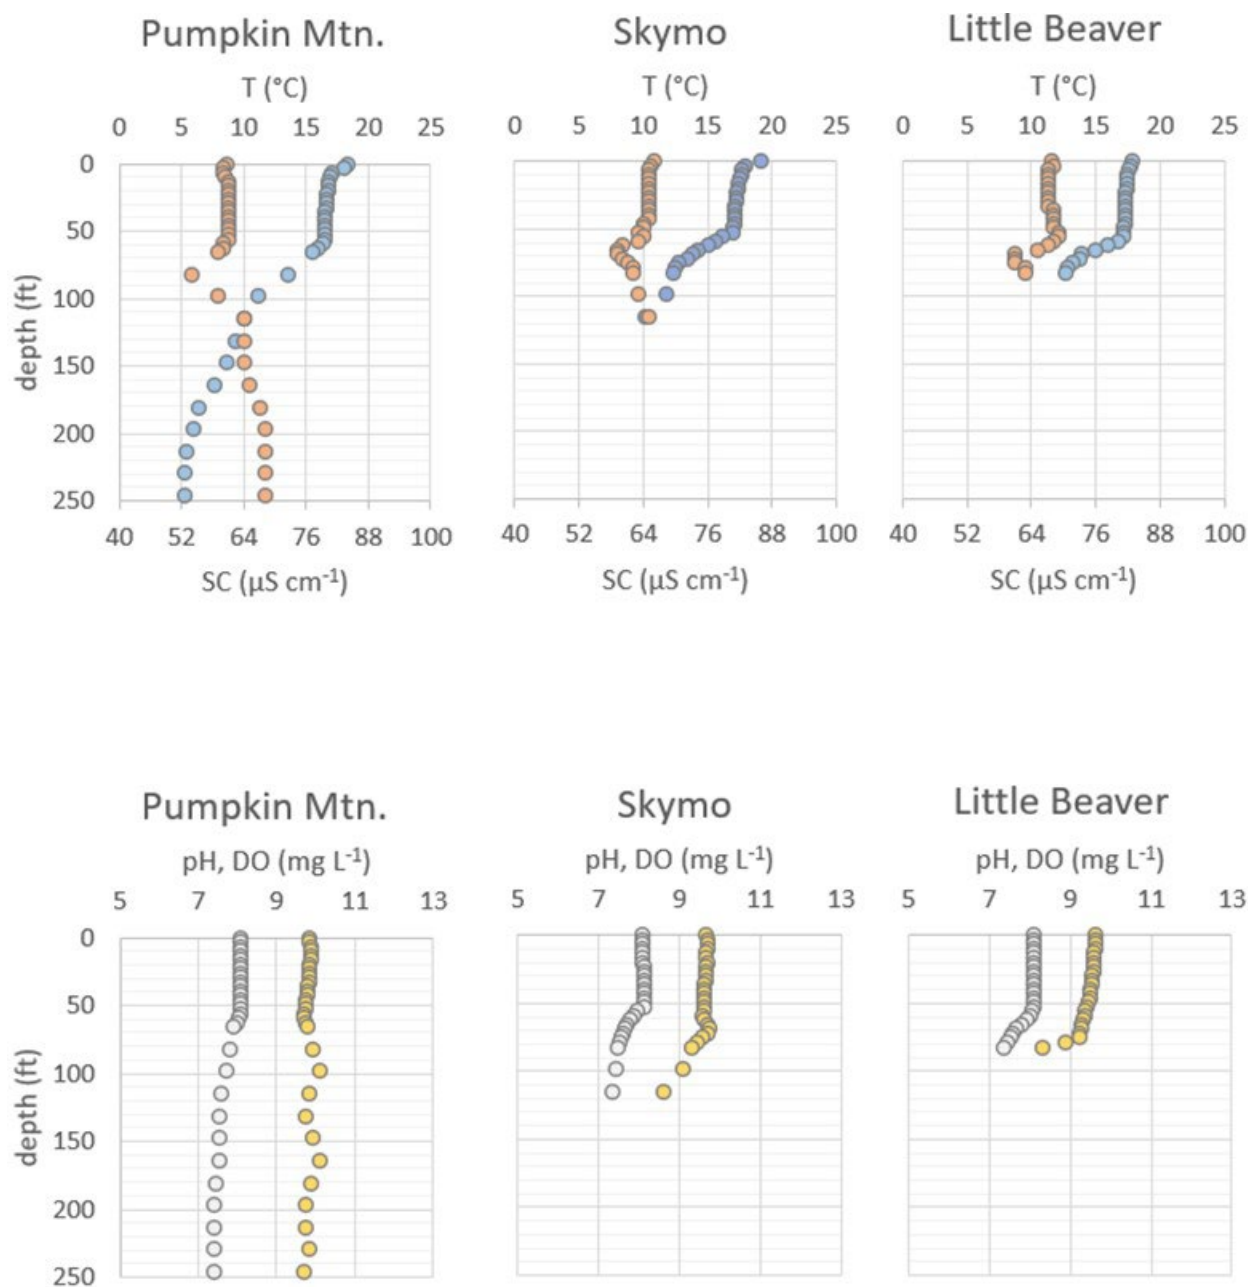 Pumpkin Mtn. Skymo Little Beaver
T (°C) T (°C) T (°C)
0 5 10 15 20 25 0 5 10 15 20 25 0 5 10 15 20 25
0
50
100
150
200
250
depth (ft)
40 52 64 76 88 100 40 52 64 76 88 100 40 52 64 76 88 100
SC (µS cm⁻¹) SC (µS cm⁻¹) SC (µS cm⁻¹)
Pumpkin Mtn. Skymo Little Beaver
pH, DO (mg L⁻¹) pH, DO (mg L⁻¹) pH, DO (mg L⁻¹)
5 7 9 11 13 5 7 9 11 13 5 7 9 11 13
0
50
100
150
200
250
depth (ft)